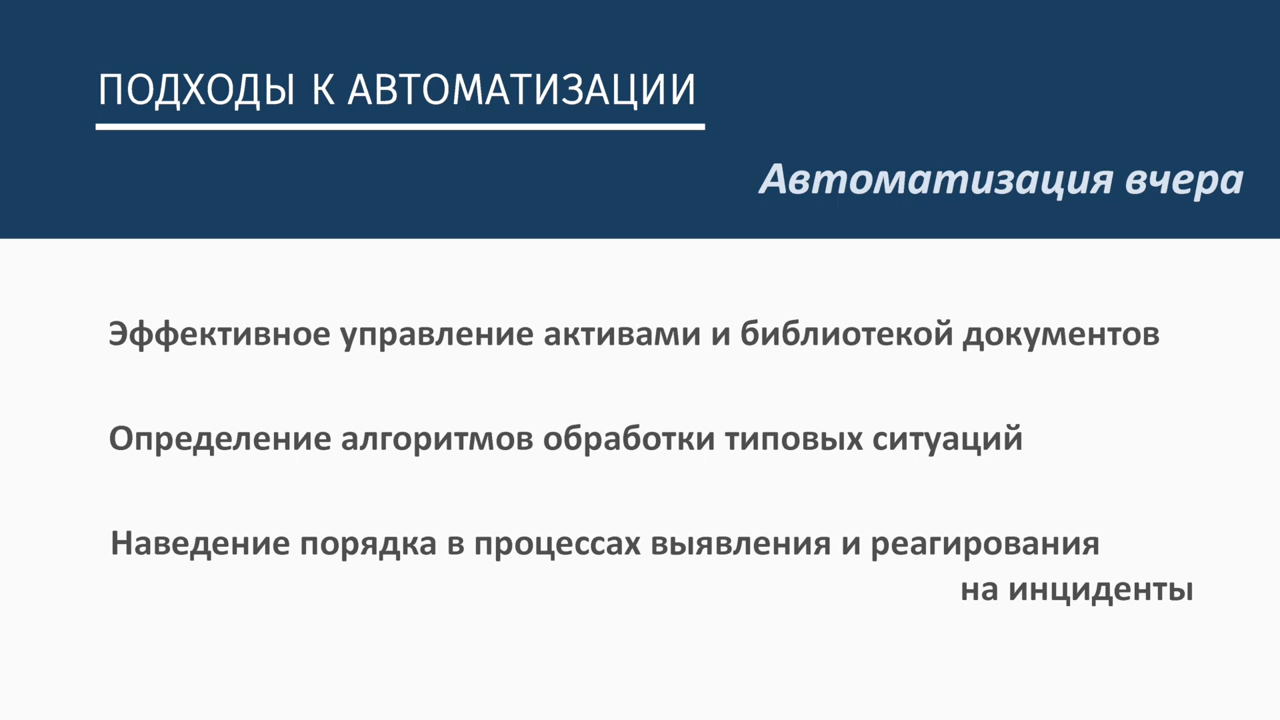 ПОДХОДЫ К АВТОМАТИЗАЦИИ
Автоматизация вчера
Эффективное управление активами и библиотекой документов
Определение алгоритмов обработки типовых ситуаций
Наведение порядка в процессах выявления и реагирования
на инциденты